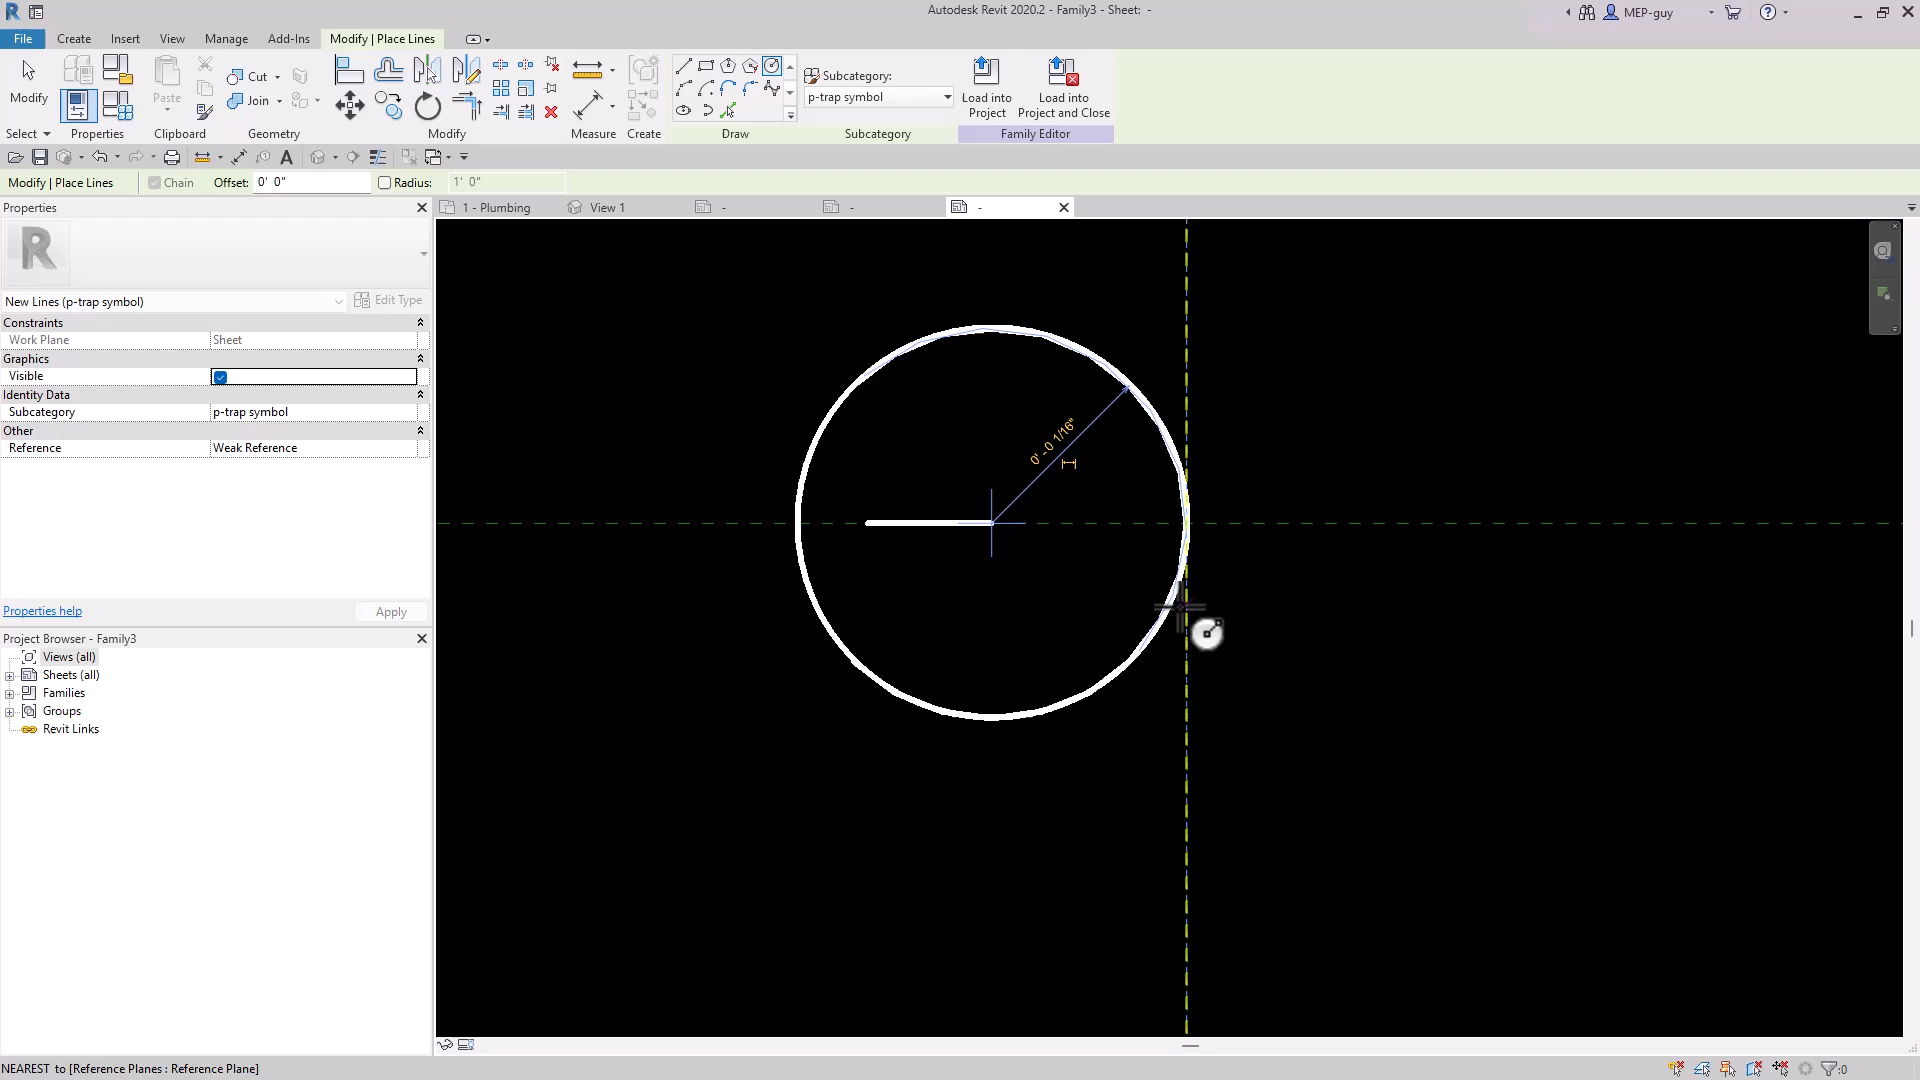 Autodesk Revit 2020.2 - Family3 - Sheet:  -
MEP-guy
File Create Insert View Manage Add-Ins Modify | Place Lines
Modify
Paste
Cut
Join
Subcategory:
p-trap symbol
Load into
Project
Load into
Project and Close
Select Properties Clipboard Geometry Modify Measure Create Draw Subcategory Family Editor
Modify | Place Lines Chain Offset: 0' 0" Radius: 1' 0"
Properties
1 - Plumbing View 1 - - -
New Lines (p-trap symbol) Edit Type
Constraints
Work Plane Sheet
Graphics
Visible
Identity Data
Subcategory p-trap symbol
Other
Reference Weak Reference
0' - 0 1/16"
Properties help Apply
Project Browser - Family3
Views (all)
Sheets (all)
Families
Groups
Revit Links
NEAREST to [Reference Planes : Reference Plane]
:0